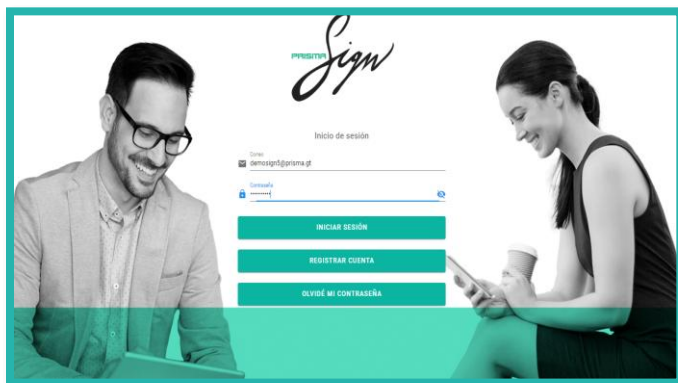 PRISMA
Sign
Inicio de sesión
Correo
demosign5@prisma.gt
Contraseña
INICIAR SESIÓN
REGISTRAR CUENTA
OLVIDÉ MI CONTRASEÑA